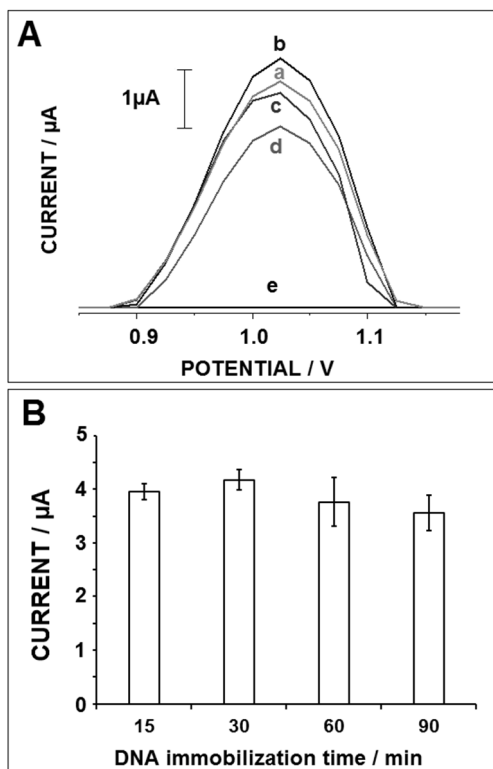 A
b
a
1µA
c
d
CURRENT / µA
e
0.9 1.0 1.1
POTENTIAL / V
B
5
4
3
2
1
0
CURRENT / µA
15 30 60 90
DNA immobilization time / min